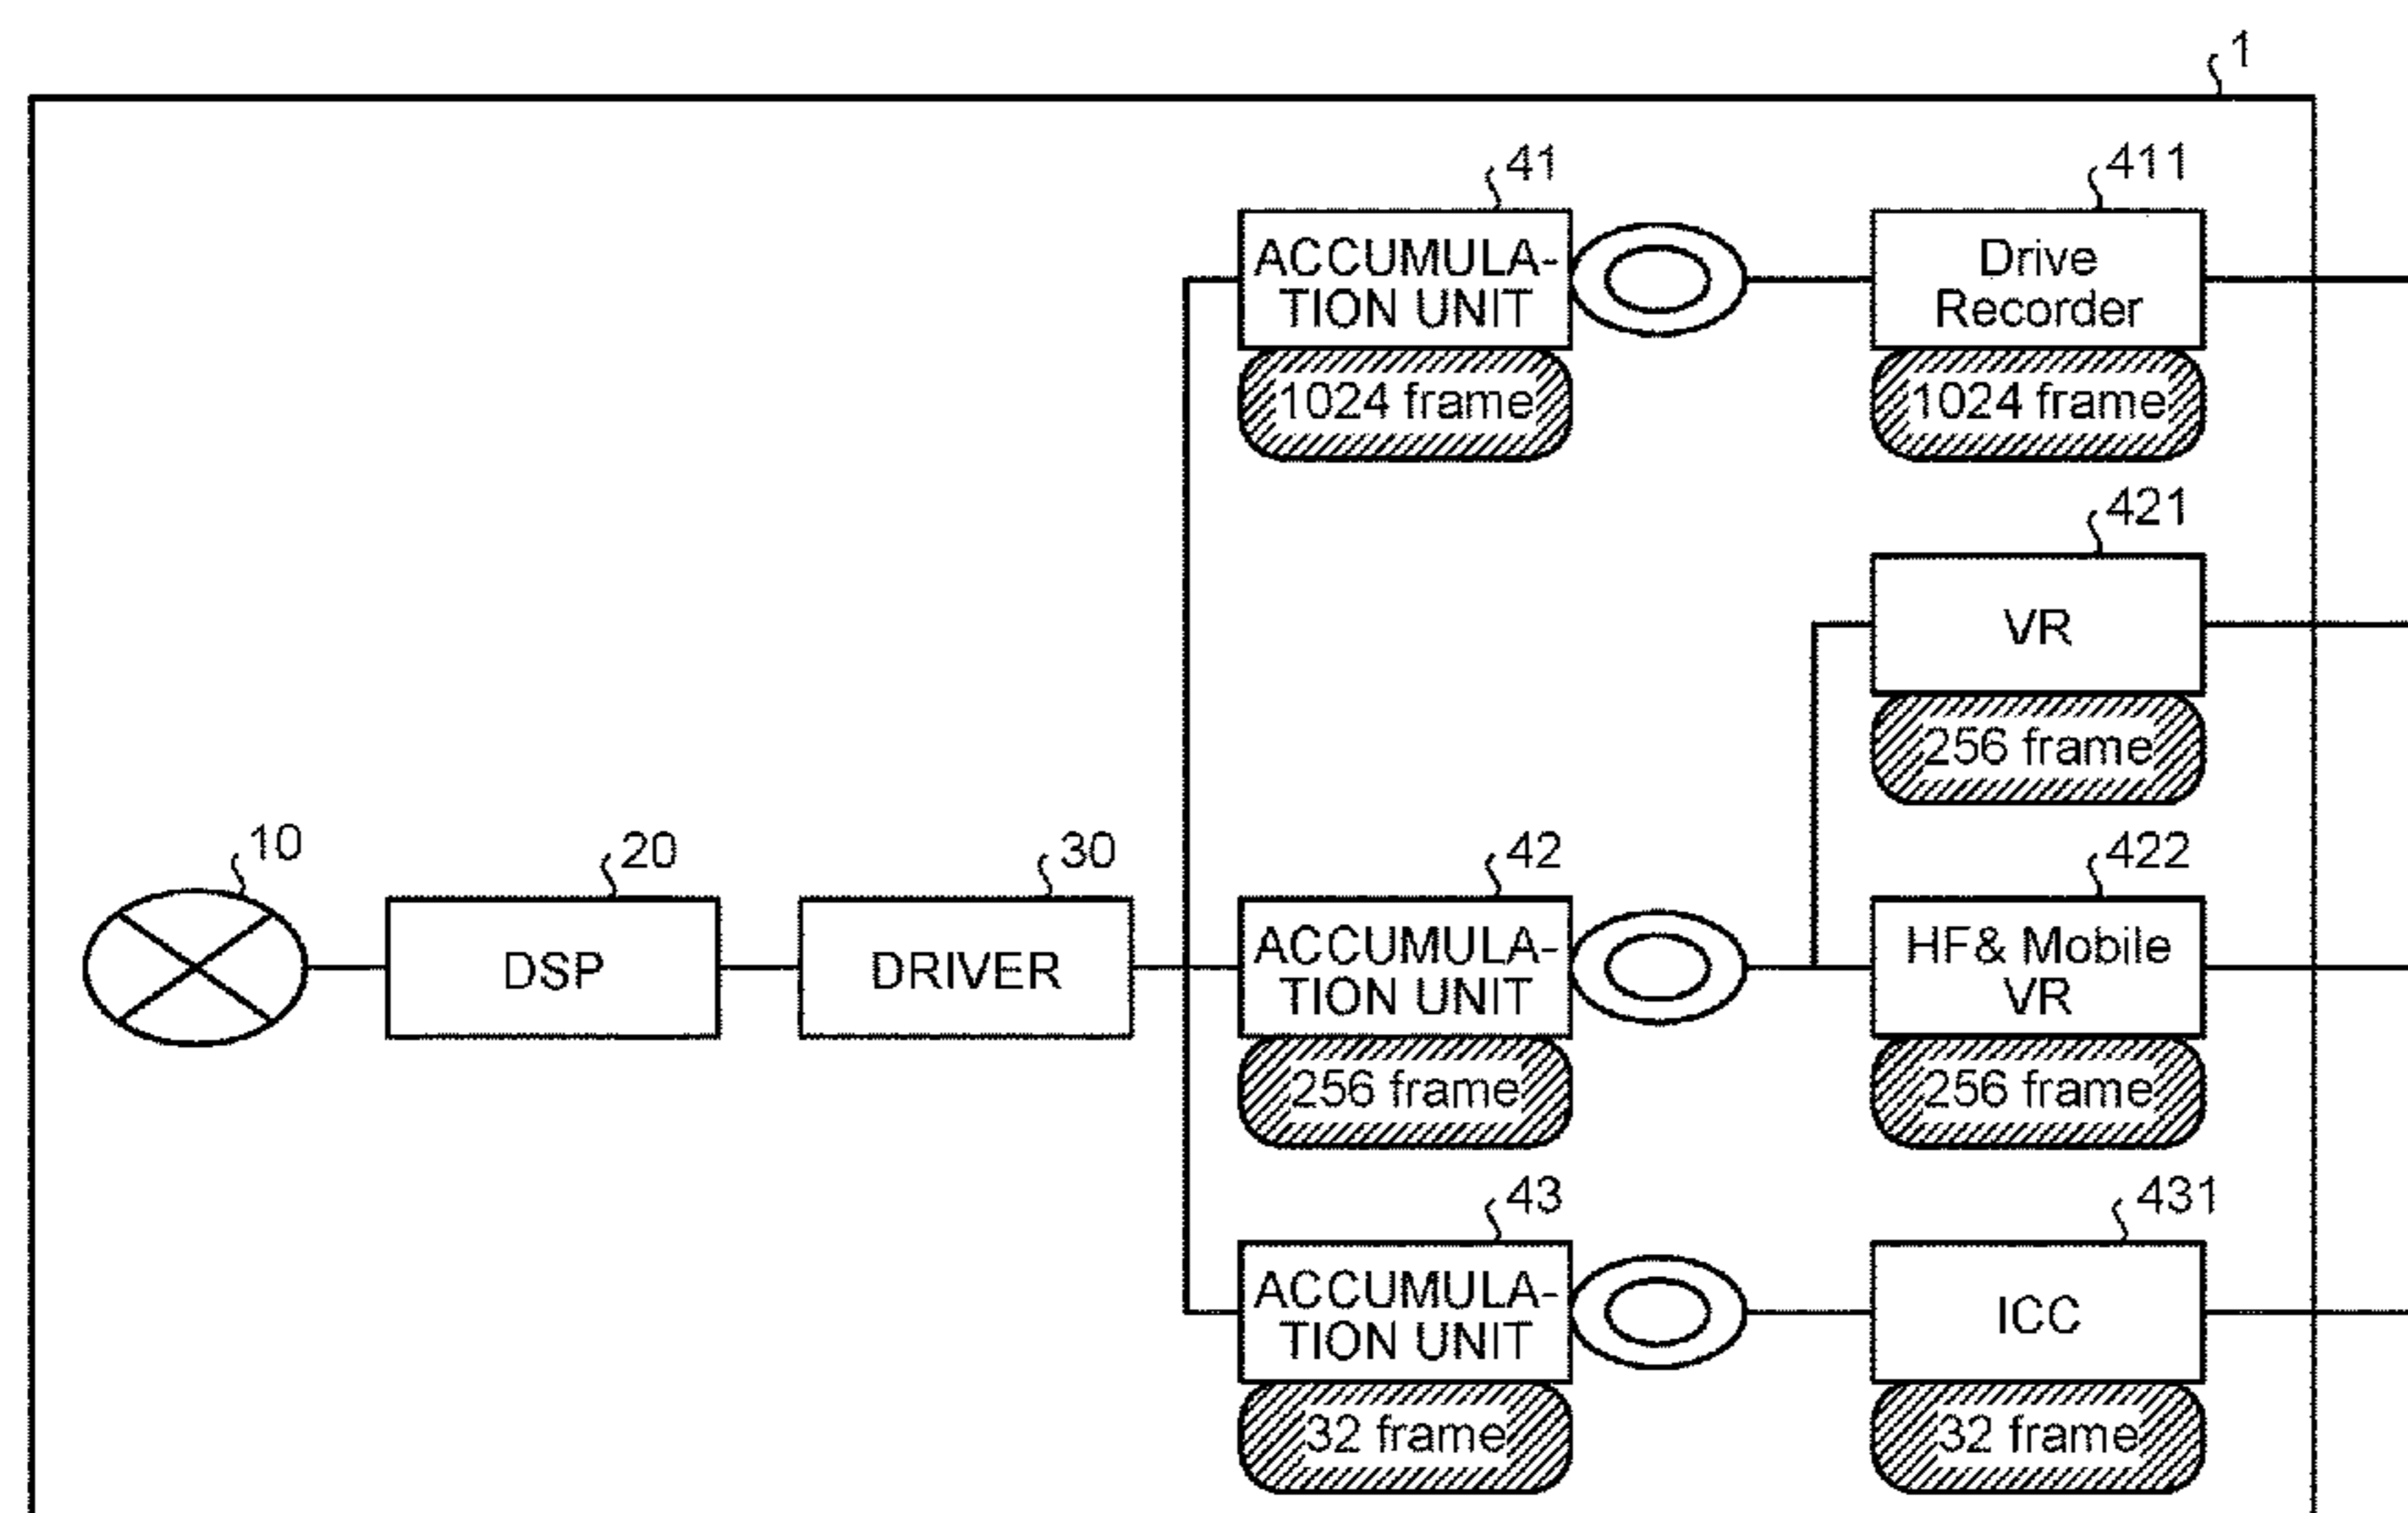 1
41
411
ACCUMULA-
TION UNIT
Drive
Recorder
1024 frame
1024 frame
421
VR
256 frame
10
20
30
42
422
DSP
DRIVER
ACCUMULA-
TION UNIT
HF& Mobile
VR
256 frame
256 frame
43
431
ACCUMULA-
TION UNIT
ICC
32 frame
32 frame